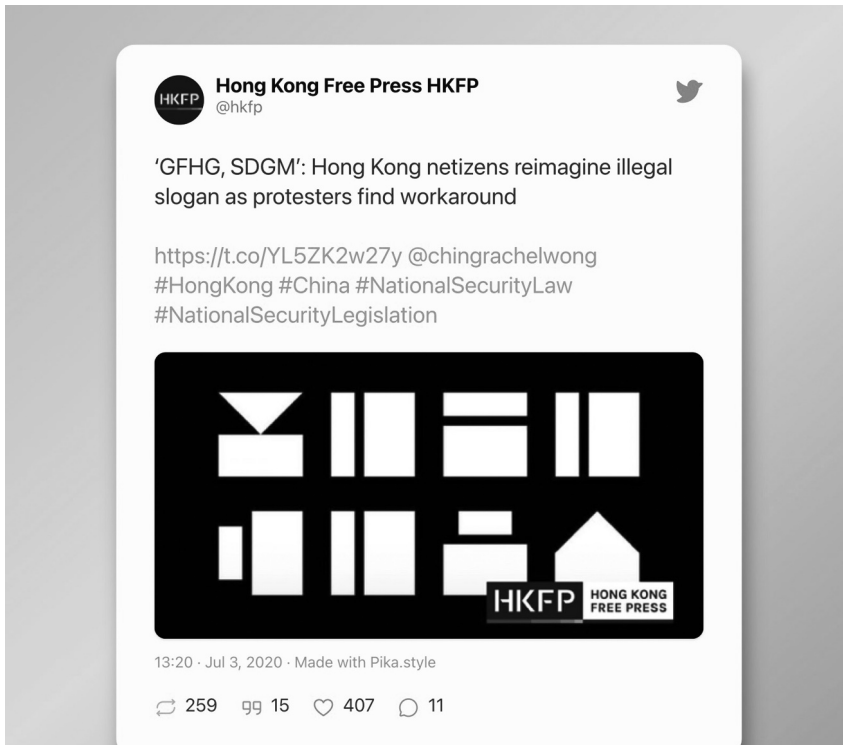 HKFP
Hong Kong Free Press HKFP
@hkfp
‘GFHG, SDGM’: Hong Kong netizens reimagine illegal
slogan as protesters find workaround
https://t.co/YL5ZK2w27y @chingrachelwong
#HongKong #China #NationalSecurityLaw
#NationalSecurityLegislation
HKFP HONG KONG
FREE PRESS
13:20 · Jul 3, 2020 · Made with Pika.style
259 15 407 11